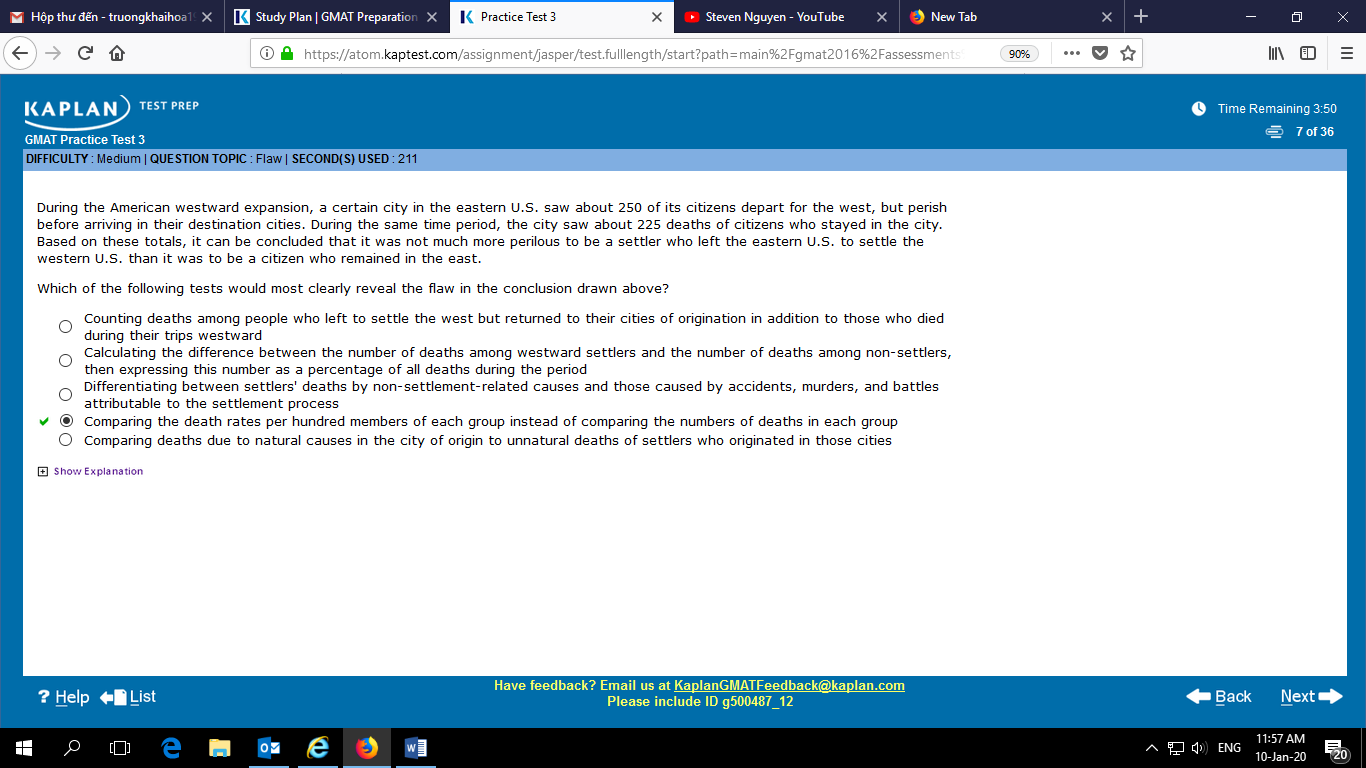 Hộp thư đến - truongkhaihoa1
Study Plan | GMAT Preparation
Practice Test 3
Steven Nguyen - YouTube
New Tab
https://atom.kaptest.com/assignment/jasper/test.fulllength/start?path=main%2Fgmat2016%2Fassessments
90%
KAPLAN TEST PREP
GMAT Practice Test 3
Time Remaining 3:50
7 of 36
DIFFICULTY : Medium | QUESTION TOPIC : Flaw | SECOND(S) USED : 211
During the American westward expansion, a certain city in the eastern U.S. saw about 250 of its citizens depart for the west, but perish
before arriving in their destination cities. During the same time period, the city saw about 225 deaths of citizens who stayed in the city.
Based on these totals, it can be concluded that it was not much more perilous to be a settler who left the eastern U.S. to settle the
western U.S. than it was to be a citizen who remained in the east.
Which of the following tests would most clearly reveal the flaw in the conclusion drawn above?
Counting deaths among people who left to settle the west but returned to their cities of origination in addition to those who died
during their trips westward
Calculating the difference between the number of deaths among westward settlers and the number of deaths among non-settlers,
then expressing this number as a percentage of all deaths during the period
Differentiating between settlers' deaths by non-settlement-related causes and those caused by accidents, murders, and battles
attributable to the settlement process
Comparing the death rates per hundred members of each group instead of comparing the numbers of deaths in each group
Comparing deaths due to natural causes in the city of origin to unnatural deaths of settlers who originated in those cities
Show Explanation
? Help
List
Have feedback? Email us at KaplanGMATFeedback@kaplan.com
Please include ID g500487_12
Back
Next
ENG
11:57 AM
10-Jan-20
20